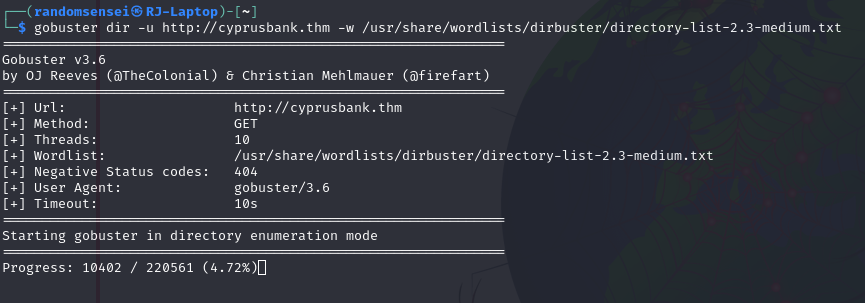 ┌──(randomsensei㉿RJ-Laptop)-[~]
└─$ gobuster dir -u http://cyprusbank.thm -w /usr/share/wordlists/dirbuster/directory-list-2.3-medium.txt
===============================================================
Gobuster v3.6
by OJ Reeves (@TheColonial) & Christian Mehlmauer (@firefart)
===============================================================
[+] Url:                     http://cyprusbank.thm
[+] Method:                  GET
[+] Threads:                 10
[+] Wordlist:                /usr/share/wordlists/dirbuster/directory-list-2.3-medium.txt
[+] Negative Status codes:   404
[+] User Agent:              gobuster/3.6
[+] Timeout:                 10s
===============================================================
Starting gobuster in directory enumeration mode
===============================================================
Progress: 10402 / 220561 (4.72%)